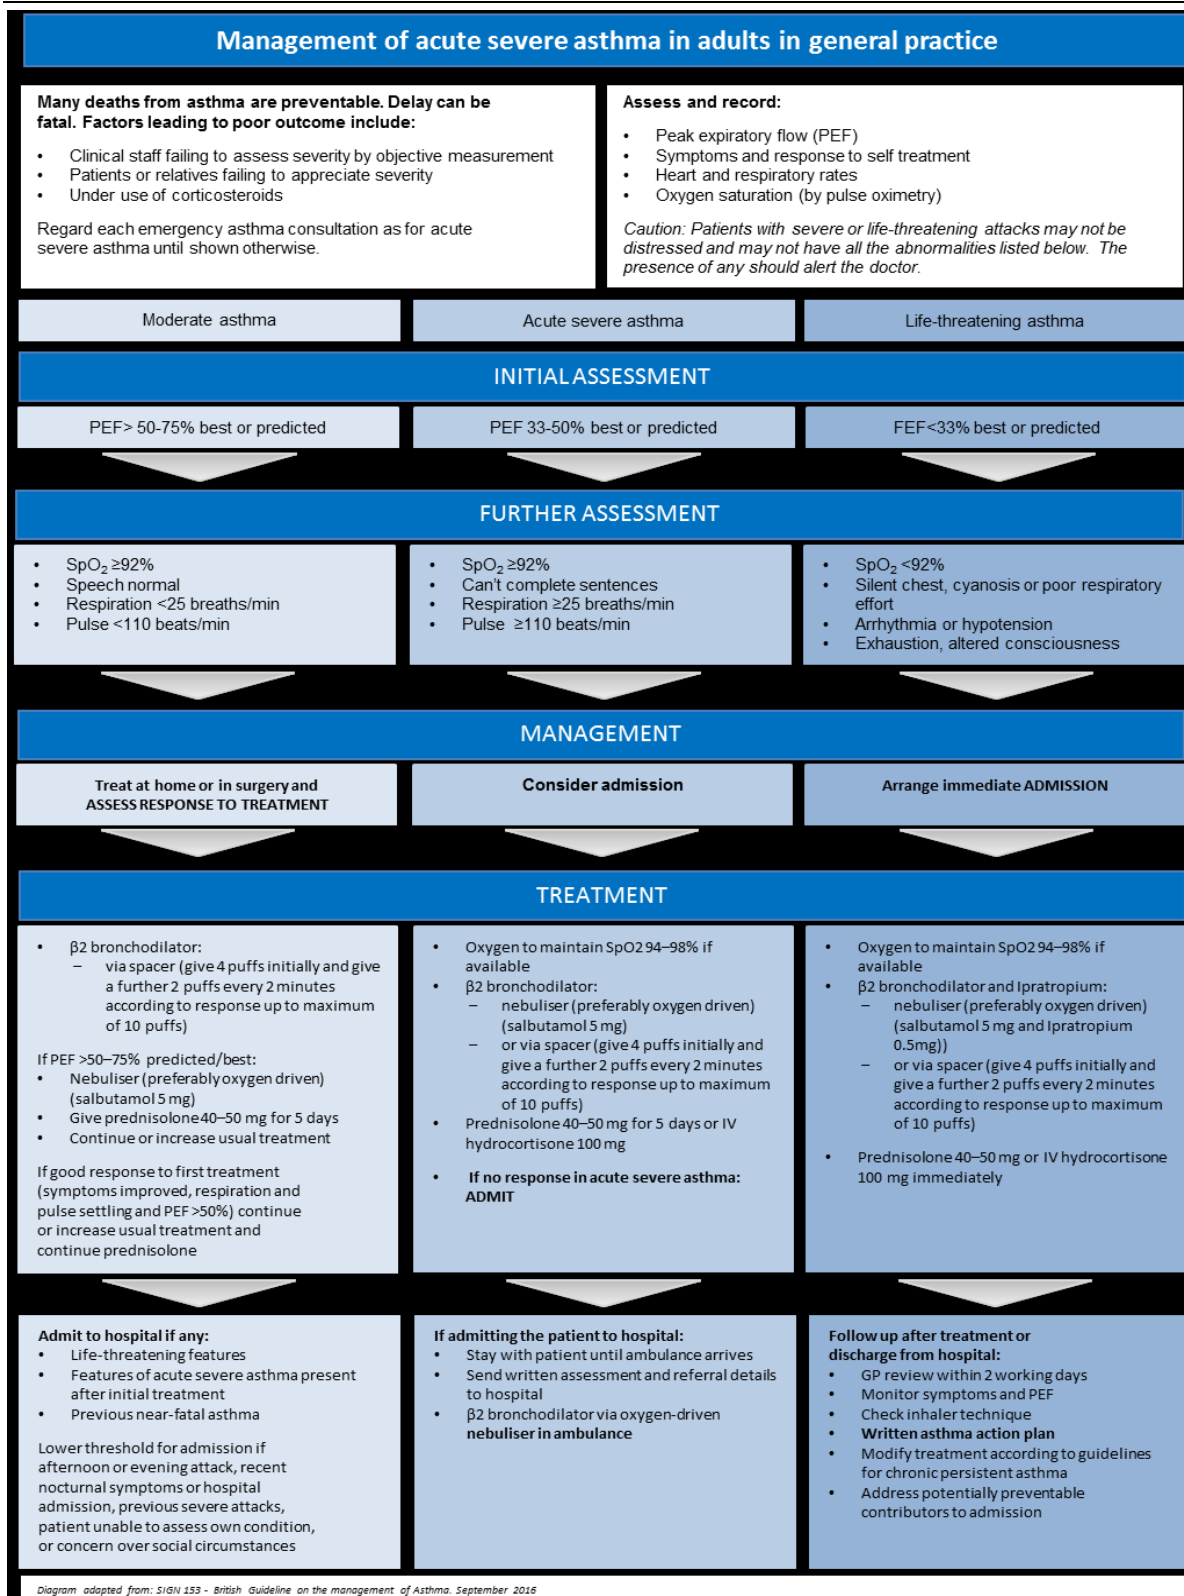 Management of acute severe asthma in adults in general practice
Many deaths from asthma are preventable. Delay can be
fatal. Factors leading to poor outcome include:
• Clinical staff failing to assess severity by objective measurement
• Patients or relatives failing to appreciate severity
• Under use of corticosteroids
Regard each emergency asthma consultation as for acute
severe asthma until shown otherwise.
Assess and record:
• Peak expiratory flow (PEF)
• Symptoms and response to self treatment
• Heart and respiratory rates
• Oxygen saturation (by pulse oximetry)
Caution: Patients with severe or life-threatening attacks may not be
distressed and may not have all the abnormalities listed below. The
presence of any should alert the doctor.
Moderate asthma
Acute severe asthma
Life-threatening asthma
INITIAL ASSESSMENT
PEF> 50-75% best or predicted
PEF 33-50% best or predicted
FEF<33% best or predicted
FURTHER ASSESSMENT
• SpO2 ≥92%
• Speech normal
• Respiration <25 breaths/min
• Pulse <110 beats/min
• SpO2 ≥92%
• Can't complete sentences
• Respiration ≥25 breaths/min
• Pulse ≥110 beats/min
• SpO2 <92%
• Silent chest, cyanosis or poor respiratory
effort
• Arrhythmia or hypotension
• Exhaustion, altered consciousness
MANAGEMENT
Treat at home or in surgery and
ASSESS RESPONSE TO TREATMENT
Consider admission
Arrange immediate ADMISSION
TREATMENT
• β2 bronchodilator:
– via spacer (give 4 puffs initially and give
a further 2 puffs every 2 minutes
according to response up to maximum
of 10 puffs)
If PEF >50–75% predicted/best:
• Nebuliser (preferably oxygen driven)
(salbutamol 5 mg)
• Give prednisolone 40–50 mg for 5 days
• Continue or increase usual treatment
If good response to first treatment
(symptoms improved, respiration and
pulse settling and PEF >50%) continue
or increase usual treatment and
continue prednisolone
• Oxygen to maintain SpO2 94–98% if
available
• β2 bronchodilator:
– nebuliser (preferably oxygen driven)
(salbutamol 5 mg)
– or via spacer (give 4 puffs initially and
give a further 2 puffs every 2 minutes
according to response up to maximum
of 10 puffs)
• Prednisolone 40–50 mg for 5 days or IV
hydrocortisone 100 mg
• If no response in acute severe asthma:
ADMIT
• Oxygen to maintain SpO2 94–98% if
available
• β2 bronchodilator and Ipratropium:
– nebuliser (preferably oxygen driven)
(salbutamol 5 mg and Ipratropium
0.5mg))
– or via spacer (give 4 puffs initially and
give a further 2 puffs every 2 minutes
according to response up to maximum
of 10 puffs)
• Prednisolone 40–50 mg or IV hydrocortisone
100 mg immediately
Admit to hospital if any:
• Life-threatening features
• Features of acute severe asthma present
after initial treatment
• Previous near-fatal asthma
Lower threshold for admission if
afternoon or evening attack, recent
nocturnal symptoms or hospital
admission, previous severe attacks,
patient unable to assess own condition,
or concern over social circumstances
If admitting the patient to hospital:
• Stay with patient until ambulance arrives
• Send written assessment and referral details
to hospital
• β2 bronchodilator via oxygen-driven
nebuliser in ambulance
Follow up after treatment or
discharge from hospital:
• GP review within 2 working days
• Monitor symptoms and PEF
• Check inhaler technique
• Written asthma action plan
• Modify treatment according to guidelines
for chronic persistent asthma
• Address potentially preventable
contributors to admission
Diagram adapted from: SIGN 153 - British Guideline on the management of Asthma. September 2016